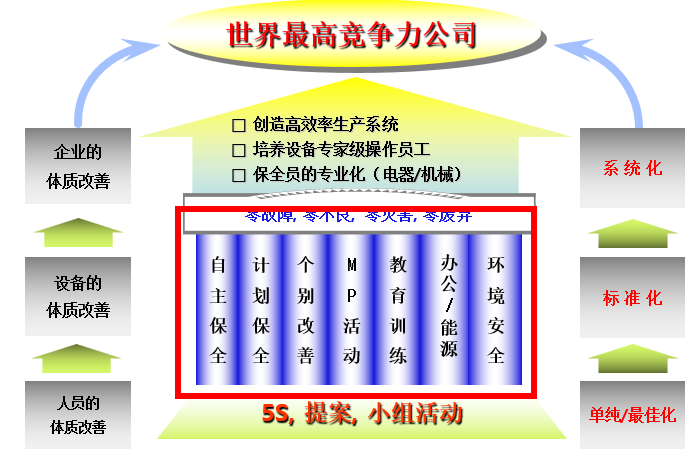 世界最高竞争力公司
□ 创造高效率生产系统
□ 培养设备专家级操作员工
□ 保全员的专业化（电器/机械）
零故障, 零不良, 零灾害, 零废弃
企业的
体质改善
设备的
体质改善
人员的
体质改善
自主保全
计划保全
个别改善
MP活动
教育训练
办公/能源
环境安全
系统化
标准化
单纯/最佳化
5S, 提案, 小组活动